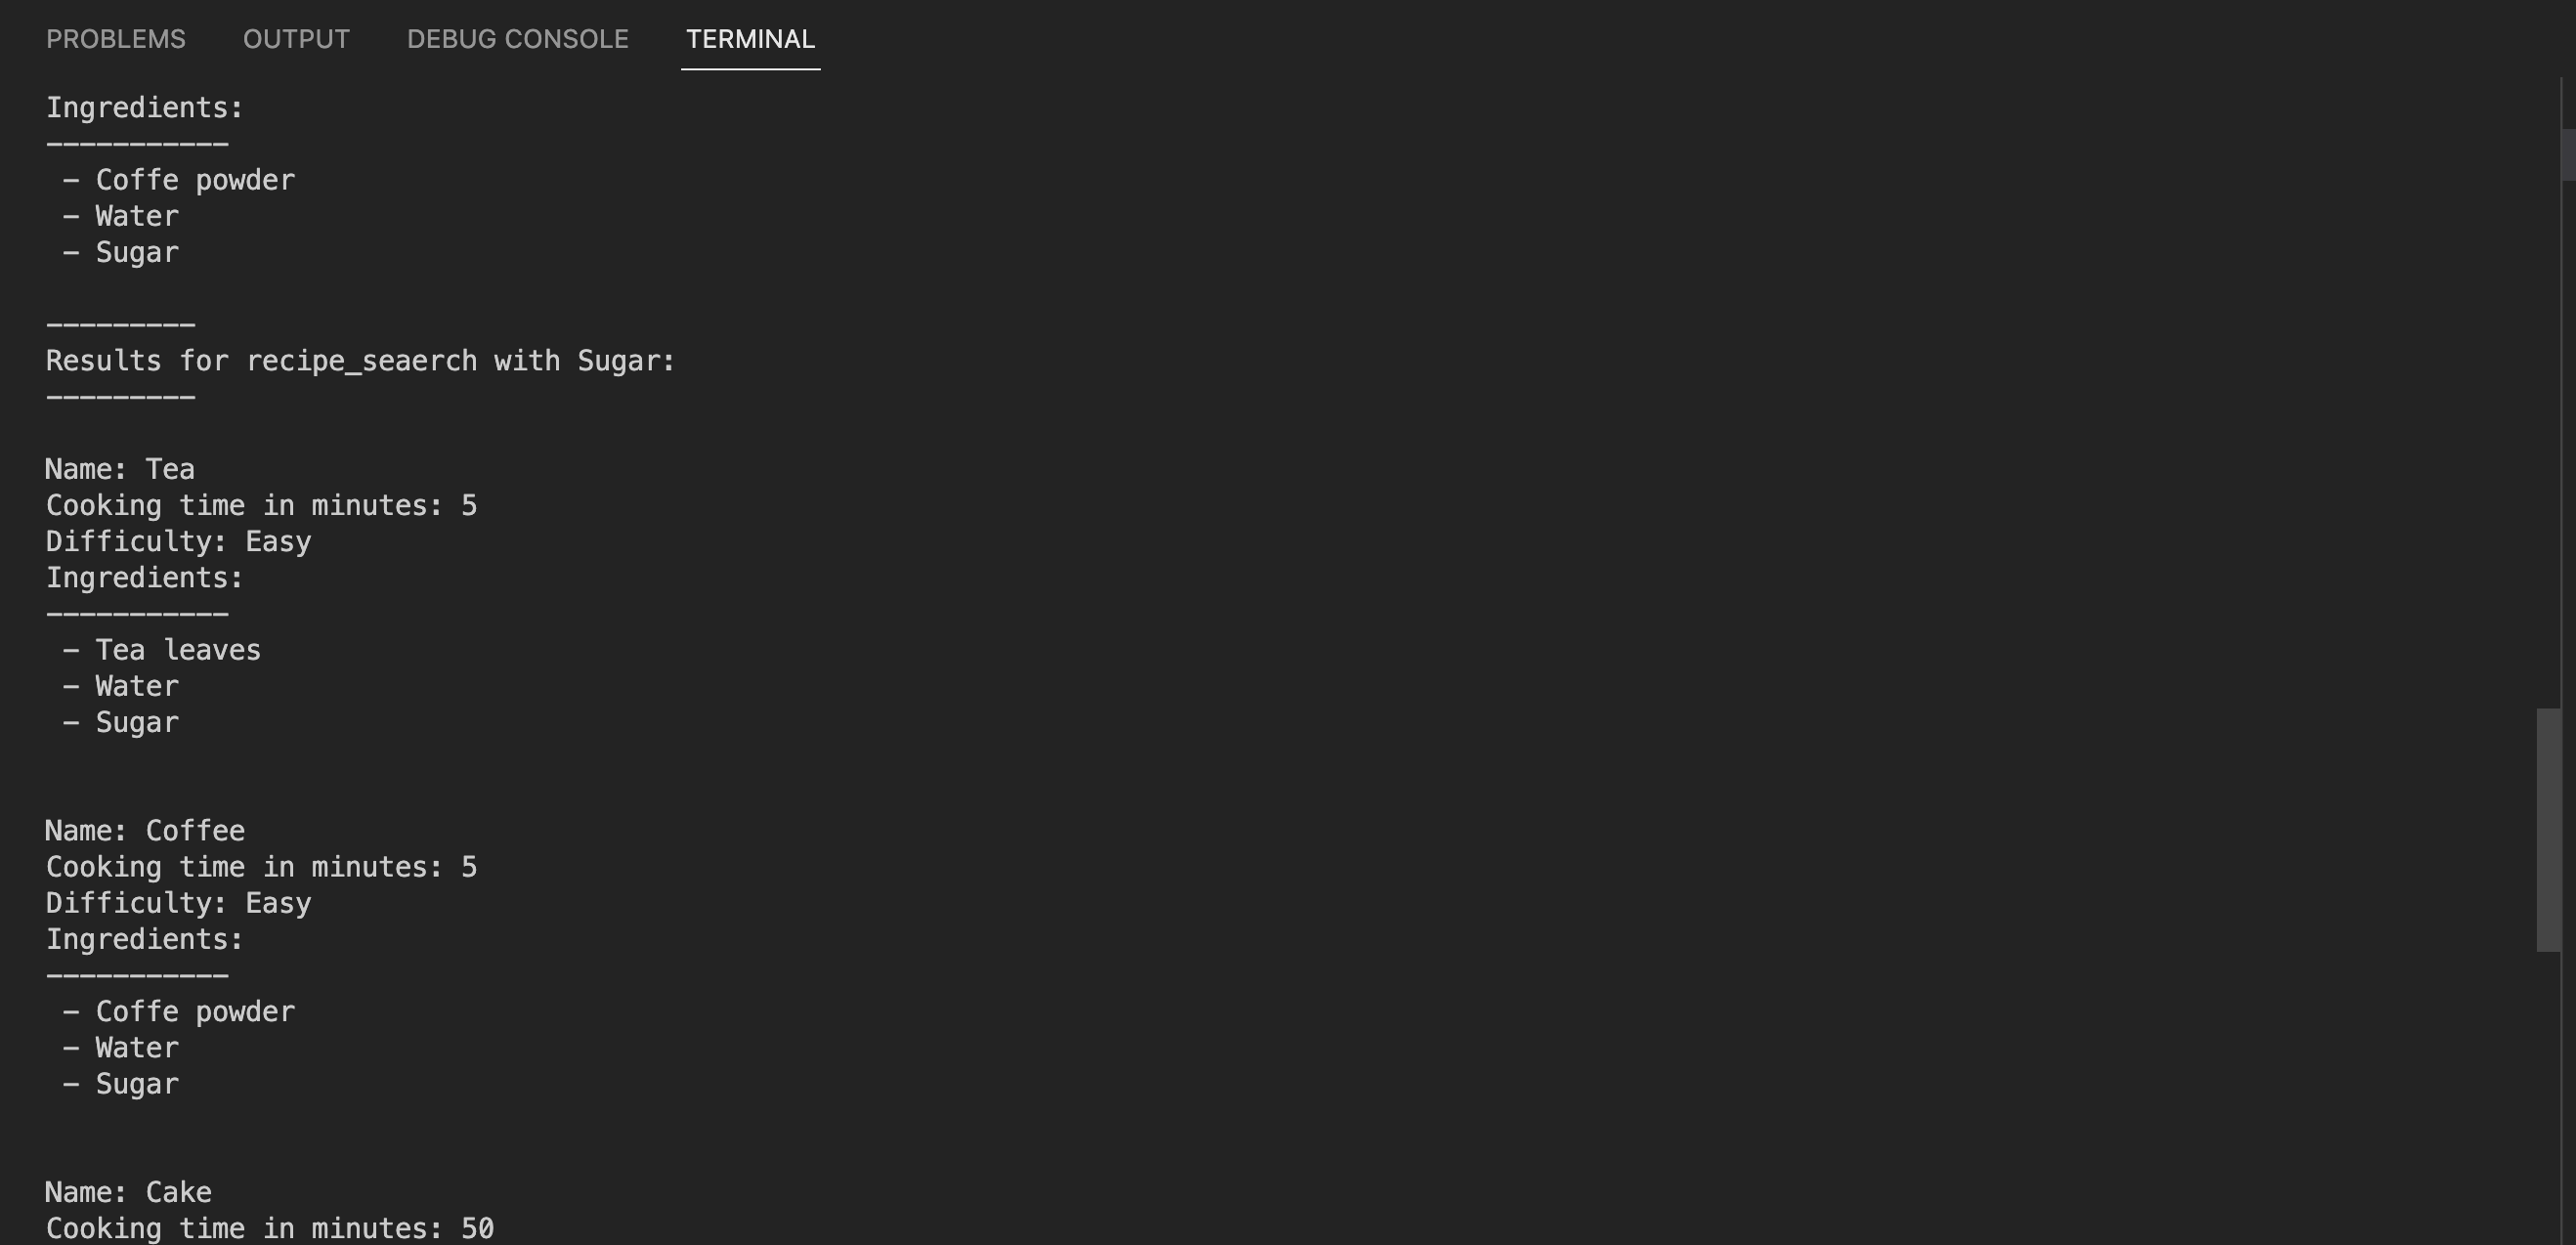 PROBLEMS OUTPUT DEBUG CONSOLE TERMINAL
Ingredients:
-----------
 - Coffe powder
 - Water
 - Sugar
---------
Results for recipe_seaerch with Sugar:
---------
Name: Tea
Cooking time in minutes: 5
Difficulty: Easy
Ingredients:
-----------
 - Tea leaves
 - Water
 - Sugar
Name: Coffee
Cooking time in minutes: 5
Difficulty: Easy
Ingredients:
-----------
 - Coffe powder
 - Water
 - Sugar
Name: Cake
Cooking time in minutes: 50